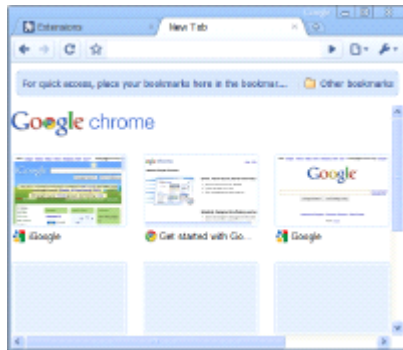 Google
Extensions
New Tab
For quick access, place your bookmarks here in the bookmar...
Other bookmarks
Google chrome
Google
iGoogle
Get started with Go...
Google